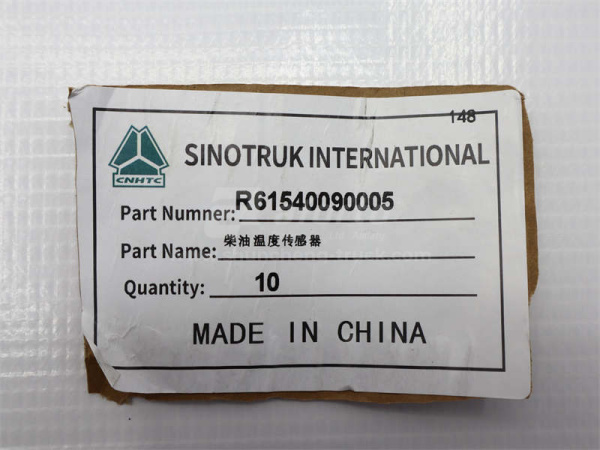 148
CNHTC
SINOTRUK INTERNATIONAL
Part Numner: R61540090005
Part Name: 柴油温度传感器
Quantity: 10
MADE IN CHINA